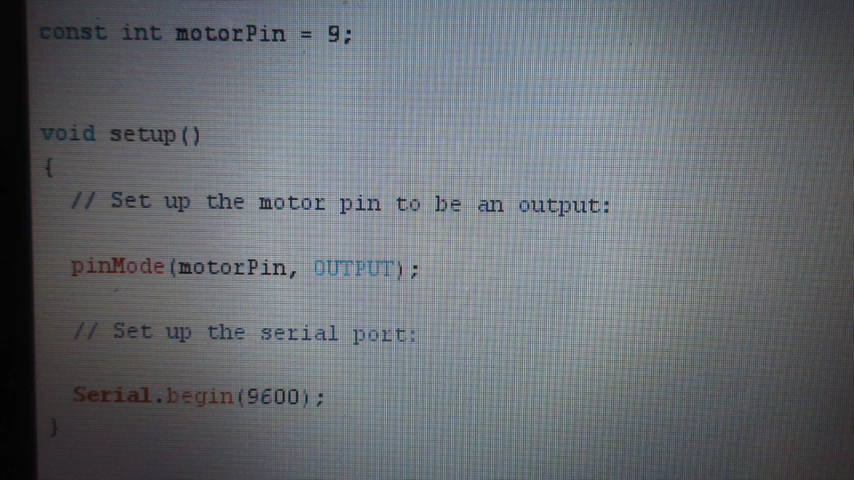 const int motorPin = 9;
void setup()
{
// Set up the motor pin to be an output:
pinMode(motorPin, OUTPUT);
// Set up the serial port:
Serial.begin(9600);
}